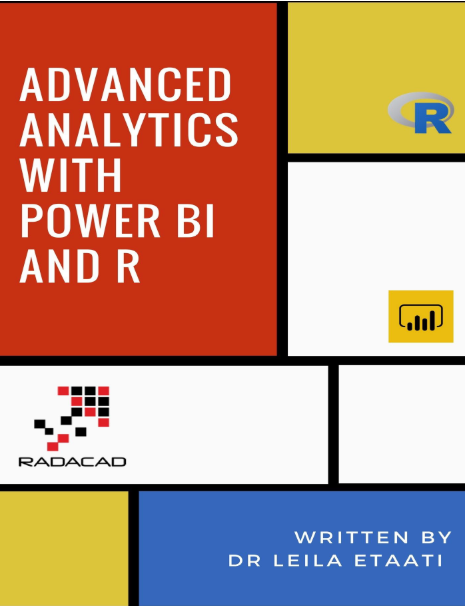 ADVANCED
ANALYTICS
WITH
POWER BI
AND R
R
RADACAD
WRITTEN BY
DR LEILA ETAATI